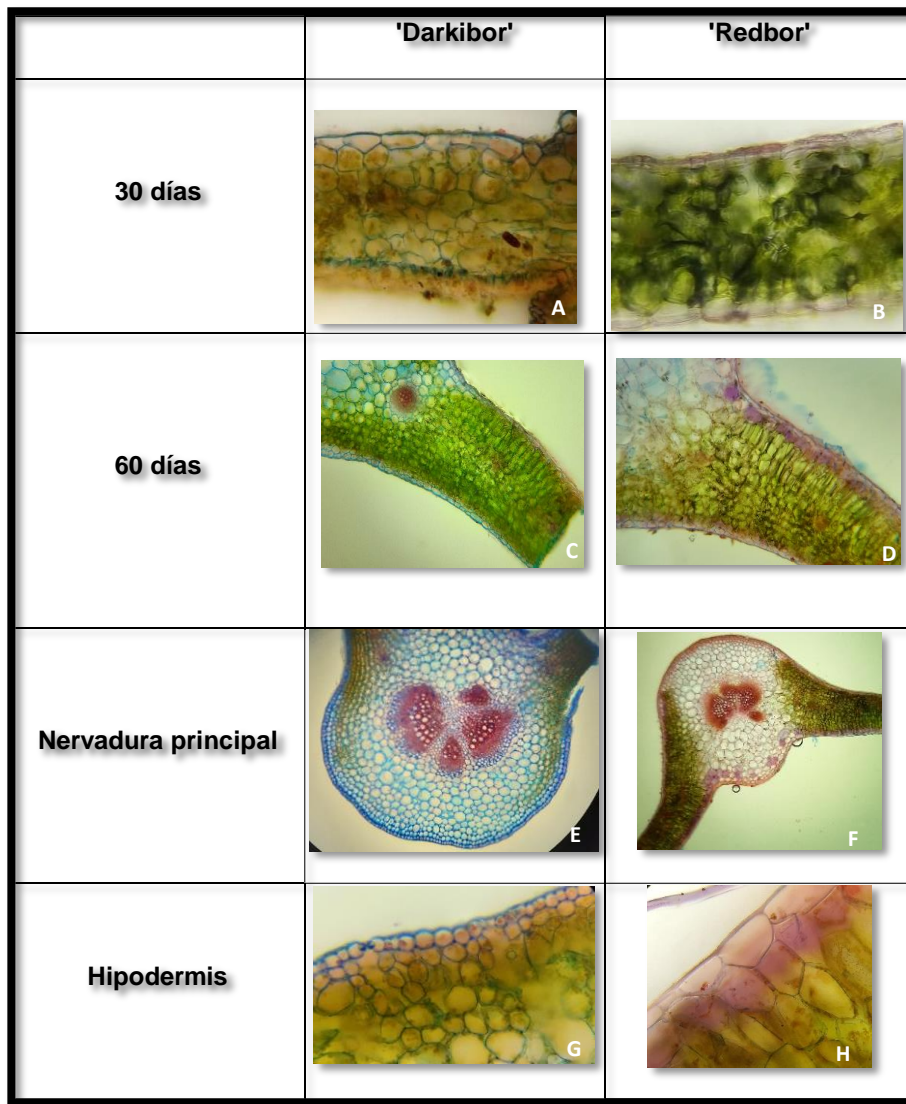 'Darkibor' 'Redbor'
30 días
A B
60 días
C D
Nervadura principal
E F
Hipodermis
G H